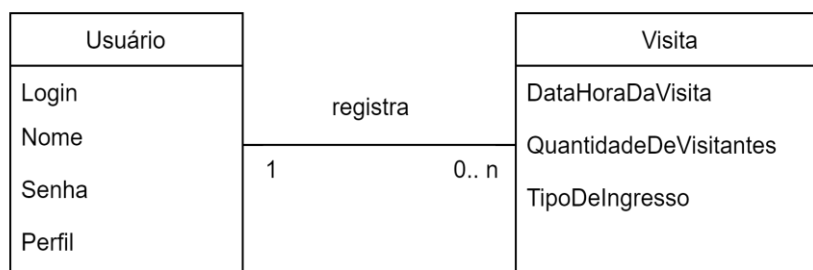 Usuário
Login
Nome
Senha
Perfil
registra
1
0.. n
Visita
DataHoraDaVisita
QuantidadeDeVisitantes
TipoDeIngresso